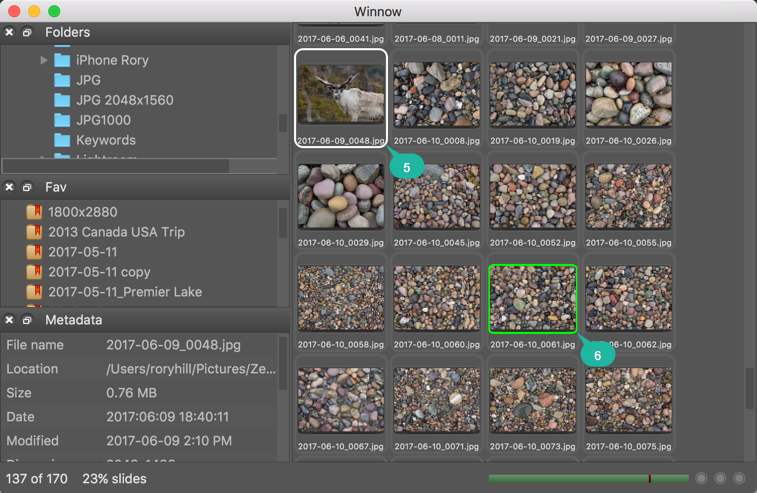 Winnow
Folders
iPhone Rory
JPG
JPG 2048x1560
JPG1000
Keywords
Fav
1800x2880
2013 Canada USA Trip
2017-05-11
2017-05-11 copy
2017-05-11_Premier Lake
Metadata
File name 2017-06-09_0048.jpg
Location /Users/roryhill/Pictures/Ze...
Size 0.76 MB
Date 2017:06:09 18:40:11
Modified 2017-06-09 2:10 PM
137 of 170 23% slides
2017-06-06_0041.jpg 2017-06-08_0011.jpg 2017-06-09_0021.jpg 2017-06-09_0027.jpg
2017-06-09_0048.jpg 2017-06-10_0008.jpg 2017-06-10_0019.jpg 2017-06-10_0026.jpg
5
2017-06-10_0029.jpg 2017-06-10_0045.jpg 2017-06-10_0052.jpg 2017-06-10_0055.jpg
2017-06-10_0058.jpg 2017-06-10_0060.jpg 2017-06-10_0061.jpg 2017-06-10_0062.jpg
6
2017-06-10_0067.jpg 2017-06-10_0071.jpg 2017-06-10_0073.jpg 2017-06-10_0075.jpg